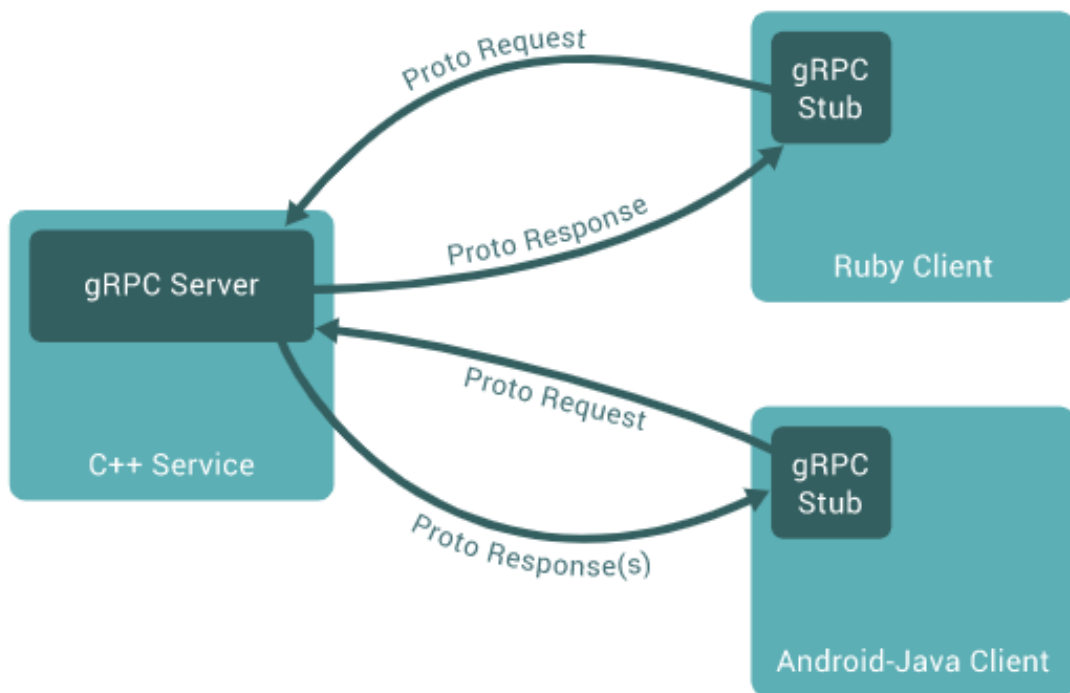 Proto Request
gRPC
Stub
Proto Response
Ruby Client
gRPC Server
C++ Service
Proto Request
gRPC
Stub
Proto Response(s)
Android-Java Client